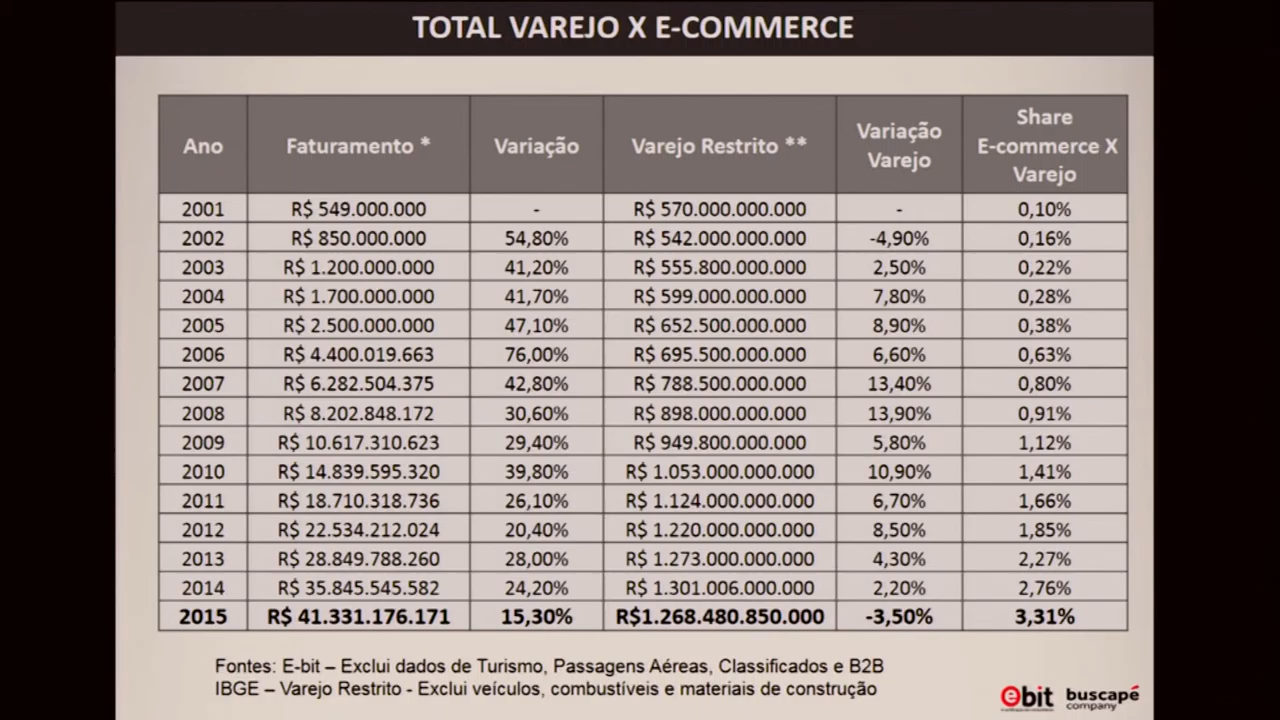 TOTAL VAREJO X E-COMMERCE
Ano Faturamento * Variação Varejo Restrito ** Variação Varejo Share E-commerce X Varejo
2001 R$ 549.000.000 - R$ 570.000.000.000 - 0,10%
2002 R$ 850.000.000 54,80% R$ 542.000.000.000 -4,90% 0,16%
2003 R$ 1.200.000.000 41,20% R$ 555.800.000.000 2,50% 0,22%
2004 R$ 1.700.000.000 41,70% R$ 599.000.000.000 7,80% 0,28%
2005 R$ 2.500.000.000 47,10% R$ 652.500.000.000 8,90% 0,38%
2006 R$ 4.400.019.663 76,00% R$ 695.500.000.000 6,60% 0,63%
2007 R$ 6.282.504.375 42,80% R$ 788.500.000.000 13,40% 0,80%
2008 R$ 8.202.848.172 30,60% R$ 898.000.000.000 13,90% 0,91%
2009 R$ 10.617.310.623 29,40% R$ 949.800.000.000 5,80% 1,12%
2010 R$ 14.839.595.320 39,80% R$ 1.053.000.000.000 10,90% 1,41%
2011 R$ 18.710.318.736 26,10% R$ 1.124.000.000.000 6,70% 1,66%
2012 R$ 22.534.212.024 20,40% R$ 1.220.000.000.000 8,50% 1,85%
2013 R$ 28.849.788.260 28,00% R$ 1.273.000.000.000 4,30% 2,27%
2014 R$ 35.845.545.582 24,20% R$ 1.301.006.000.000 2,20% 2,76%
2015 R$ 41.331.176.171 15,30% R$1.268.480.850.000 -3,50% 3,31%
Fontes: E-bit – Exclui dados de Turismo, Passagens Aéreas, Classificados e B2B
IBGE – Varejo Restrito - Exclui veículos, combustíveis e materiais de construção
ebit buscapé
company